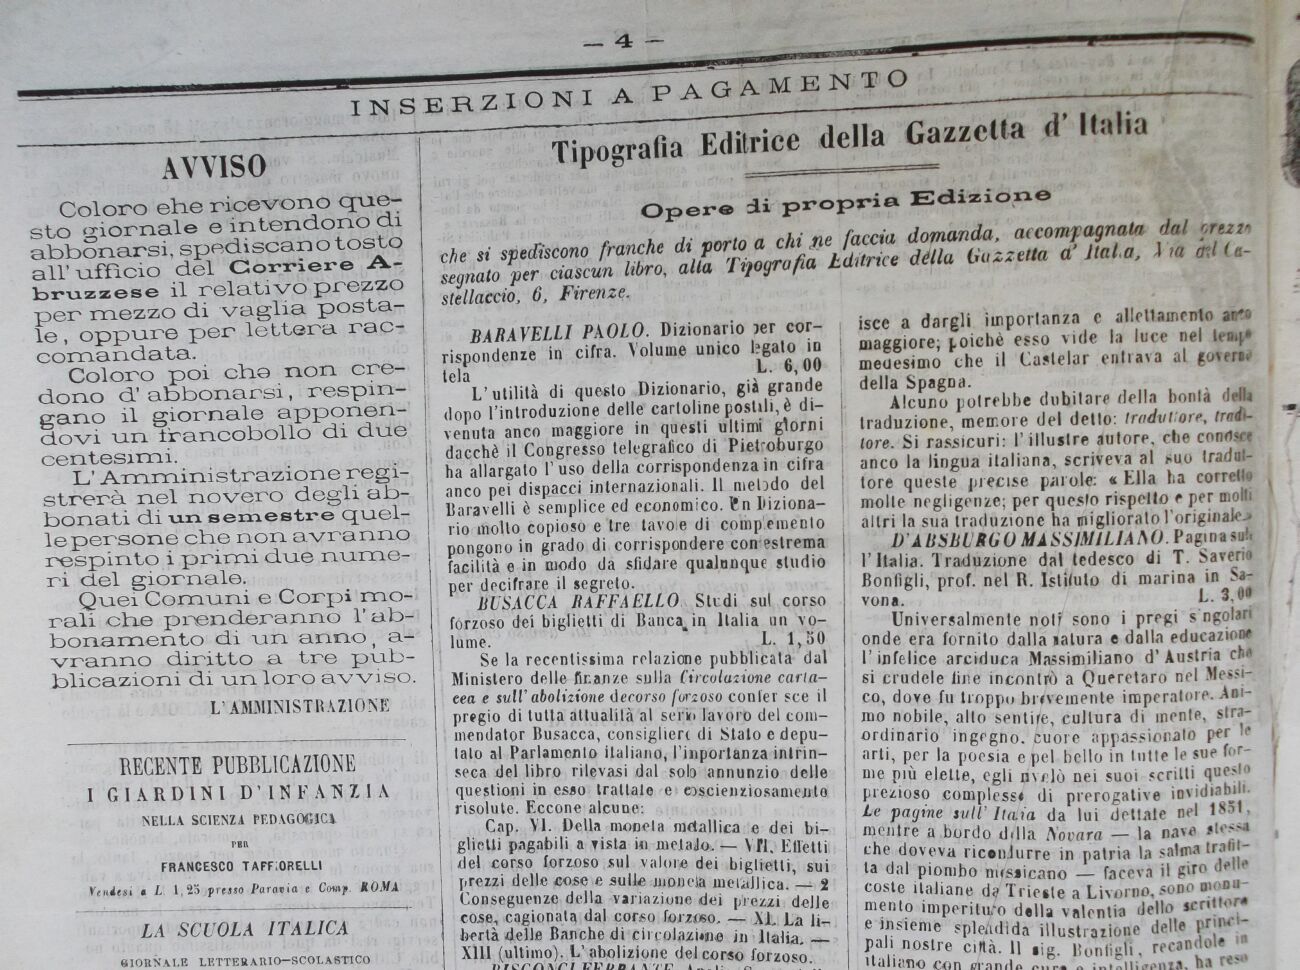 — 4 —
INSERZIONI A PAGAMENTO
AVVISO
Coloro ehe ricevono que-
sto giornale e intendono di
abbonarsi, spediscano tosto
all'ufficio del Corriere A-
bruzzese il relativo prezzo
per mezzo di vaglia posta-
le, oppure per lettera rac-
comandata.
Coloro poi che non cre-
dono d'abbonarsi, respin-
gano il giornale apponen-
dovi un francobollo di due
centesimi.
L'Amministrazione regi-
strerà nel novero degli ab-
bonati di un semestre quel-
le persone che non avranno
respinto i primi due nume-
ri del giornale.
Quei Comuni e Corpi mo-
rali che prenderanno l'ab-
bonamento di un anno, a-
vranno diritto a tre pub-
blicazioni di un loro avviso.
L'AMMINISTRAZIONE
RECENTE PUBBLICAZIONE
I GIARDINI D'INFANZIA
NELLA SCIENZA PEDAGOGICA
PER
FRANCESCO TAFFIORELLI
Vendesi a L. 1,25 presso Paravia e Comp. ROMA
LA SCUOLA ITALICA
GIORNALE LETTERARIO-SCOLASTICO
Tipografia Editrice della Gazzetta d'Italia
Opere di propria Edizione
che si spediscono franche di porto a chi ne faccia domanda, accompagnata dal prezzo
segnato per ciascun libro, alla Tipografia Editrice della Gazzetta d'Italia, Via del Ca-
stellaccio, 6, Firenze.
BARAVELLI PAOLO. Dizionario per cor-
rispondenze in cifra. Volume unico legato in
tela L. 6,00
L'utilità di questo Dizionario, già grande
dopo l'introduzione delle cartoline postali, è di-
venuta anco maggiore in questi ultimi giorni
dacchè il Congresso telegrafico di Pietroburgo
ha allargato l'uso della corrispondenza in cifra
anco pei dispacci internazionali. Il metodo del
Baravelli è semplice ed economico. Un Diziona-
rio molto copioso e tre tavole di complemento
pongono in grado di corrispondere con estrema
facilità e in modo da sfidare qualunque studio
per decifrare il segreto.
BUSACCA RAFFAELLO. Studi sul corso
forzoso dei biglietti di Banca in Italia un vo-
lume. L. 1,50
Se la recentissima relazione pubblicata dal
Ministero delle finanze sulla Circolazione carta-
cea e sull'abolizione decorso forzoso conferisce il
pregio di tutta attualità al serio lavoro del com-
mendator Busacca, consigliere di Stato e depu-
tato al Parlamento italiano, l'importanza intrin-
seca del libro rilevasi dal solo annunzio delle
questioni in esso trattate e coscienziosamento
risolute. Eccone alcune:
Cap. VI. Della moneta metallica e dei bi-
glietti pagabili a vista in metalo. — VII. Effetti
del corso forzoso sul valore dei biglietti, sui
prezzi delle cose e sulle moneta metallica. — 2
Conseguenze della variazione dei prezzi delle
cose, cagionata dal corso forzoso. — XI. La li-
bertà delle Banche di circolazione in Italia. —
XIII (ultimo). L'abolizione del corso forzoso.
isce a dargli importanza e allettamento anco
maggiore; poichè esso vide la luce nel tempo
medesimo che il Castelar entrava al governo
della Spagna.
Alcuno potrebbe dubitare della bontà della
traduzione, memore del detto: tradutore, tradi-
tore. Si rassicuri: l'illustre autore, che conosce
anco la lingua italiana, scriveva al suo tradut-
tore queste precise parole: « Ella ha corretto
molte negligenze; per questo rispetto e per molti
altri la sua traduzione ha migliorato l'originale.»
D'ABSBURGO MASSIMILIANO. Pagina sul-
l'Italia. Traduzione dal tedesco di T. Saverio
Bonfigli, prof. nel R. Istituto di marina in Sa-
vona. L. 3,00
Universalmente noti sono i pregi singolari
onde era fornito dalla natura e dalla educazione
l'infelice arciduca Massimiliano d'Austria che
si crudele fine incontrò a Queretaro nel Messi-
co, dove fu troppo brevemente imperatore. Ani-
mo nobile, alto sentire, cultura di mente, stra-
ordinario ingegno, cuore appassionato per le
arti, per la poesia e pel bello in tutte le sue for-
me più elette, egli rivelò nei suoi scritti questo
prezioso complesso di prerogative invidiabili.
Le pagine sull'Italia da lui dettate nel 1851,
mentre a bordo della Novara — la nave stessa
che doveva ricondurre in patria la salma trafit-
ta dal piombo messicano — faceva il giro delle
coste italiane da Trieste a Livorno, sono monu-
mento imperituro della valentia dello scrittore
e insieme splendida illustrazione delle princi-
pali nostre città. Il sig. Bonfigli, recandole in
italiano con grande cura e intelligenza, ha reso